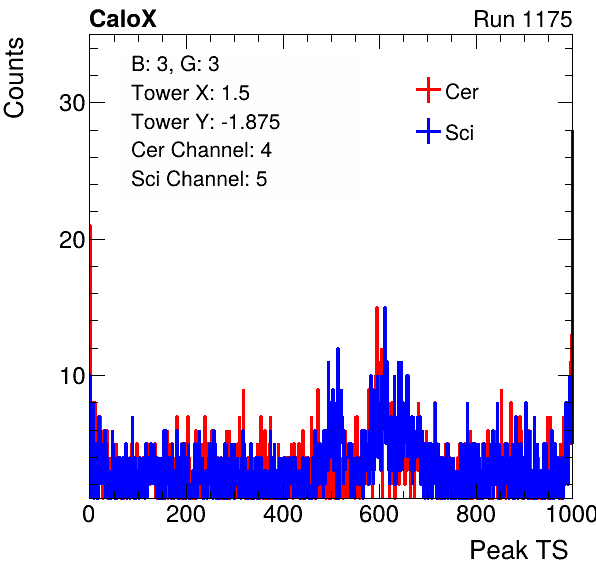 CaloX
Run 1175
Counts
B: 3, G: 3
Tower X: 1.5
Tower Y: -1.875
Cer Channel: 4
Sci Channel: 5
Cer
Sci
30
20
10
0 200 400 600 800 1000
Peak TS